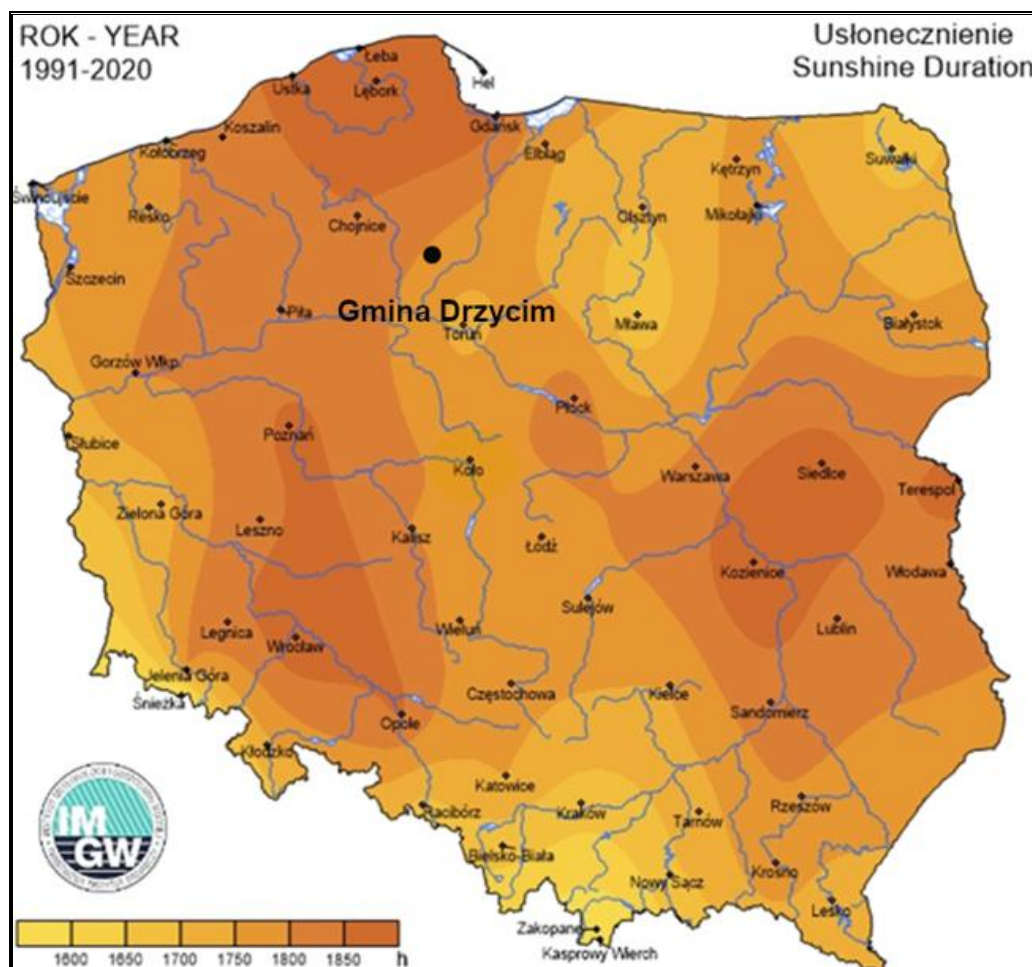 ROK - YEAR
1991-2020
Usłonecznienie
Sunshine Duration
Łeba
Ustka
Lębork
Hel
Gdańsk
Koszalin
Kołobrzeg
Elbląg
Suwałki
Kętrzyn
Świnoujście
Resko
Chojnice
Olsztyn
Mikołajki
Szczecin
Piła
Gmina Drzycim
Toruń
Mława
Białystok
Gorzów Wlkp.
Płock
Słubice
Poznań
Koło
Warszawa
Siedlce
Terespol
Zielona Góra
Leszno
Kalisz
Łódź
Kozienice
Włodawa
Sulejów
Legnica
Wrocław
Wieluń
Lublin
Jelenia Góra
Śnieżka
Częstochowa
Kielce
Sandomierz
Opole
Kłodzko
Katowice
Racibórz
Kraków
Tarnów
Rzeszów
Bielsko-Biała
Nowy Sącz
Krosno
Lesko
Zakopane
Kasprowy Wierch
IM
GW
1600 1650 1700 1750 1800 1850 h